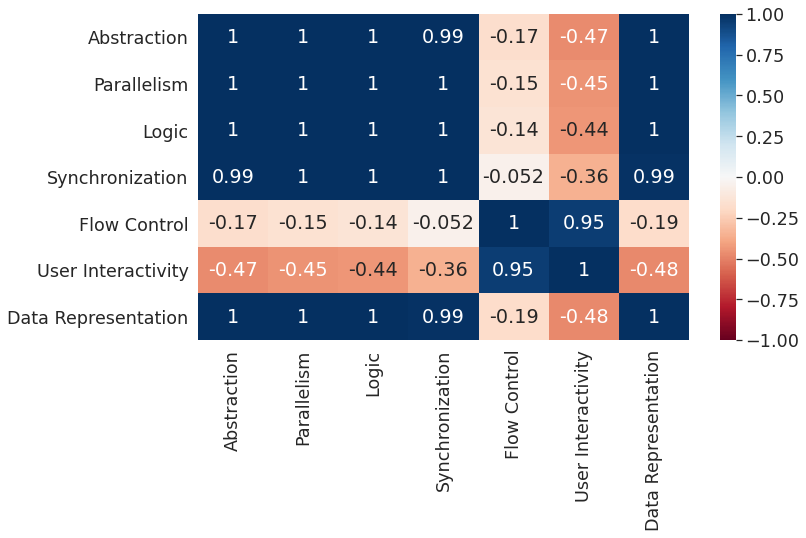 Abstraction 1 1 1 0.99 -0.17 -0.47 1
Parallelism 1 1 1 1 -0.15 -0.45 1
Logic 1 1 1 1 -0.14 -0.44 1
Synchronization 0.99 1 1 1 -0.052 -0.36 0.99
Flow Control -0.17 -0.15 -0.14 -0.052 1 0.95 -0.19
User Interactivity -0.47 -0.45 -0.44 -0.36 0.95 1 -0.48
Data Representation 1 1 1 0.99 -0.19 -0.48 1
Abstraction
Parallelism
Logic
Synchronization
Flow Control
User Interactivity
Data Representation
1.00
0.75
0.50
0.25
0.00
−0.25
−0.50
−0.75
−1.00